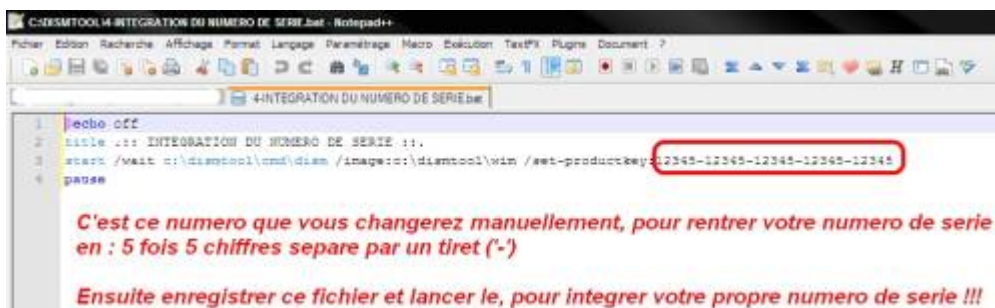 C:\DISMTOOL\4-INTEGRATION DU NUMERO DE SERIE.bat - Notepad++
Fichier Edition Recherche Affichage Format Langage Paramétrage Macro Exécution TextFX Plugins Document ?
4-INTEGRATION DU NUMERO DE SERIE.bat
1 @echo off
2 title .:: INTEGRATION DU NUMERO DE SERIE ::.
3 start /wait c:\dismtool\cmd\dism /image:c:\dismtool\wim /set-productkey:12345-12345-12345-12345-12345
4 pause
C'est ce numero que vous changerez manuellement, pour rentrer votre numero de serie
en : 5 fois 5 chiffres separe par un tiret ('-')
Ensuite enregistrer ce fichier et lancer le, pour integrer votre propre numero de serie !!!